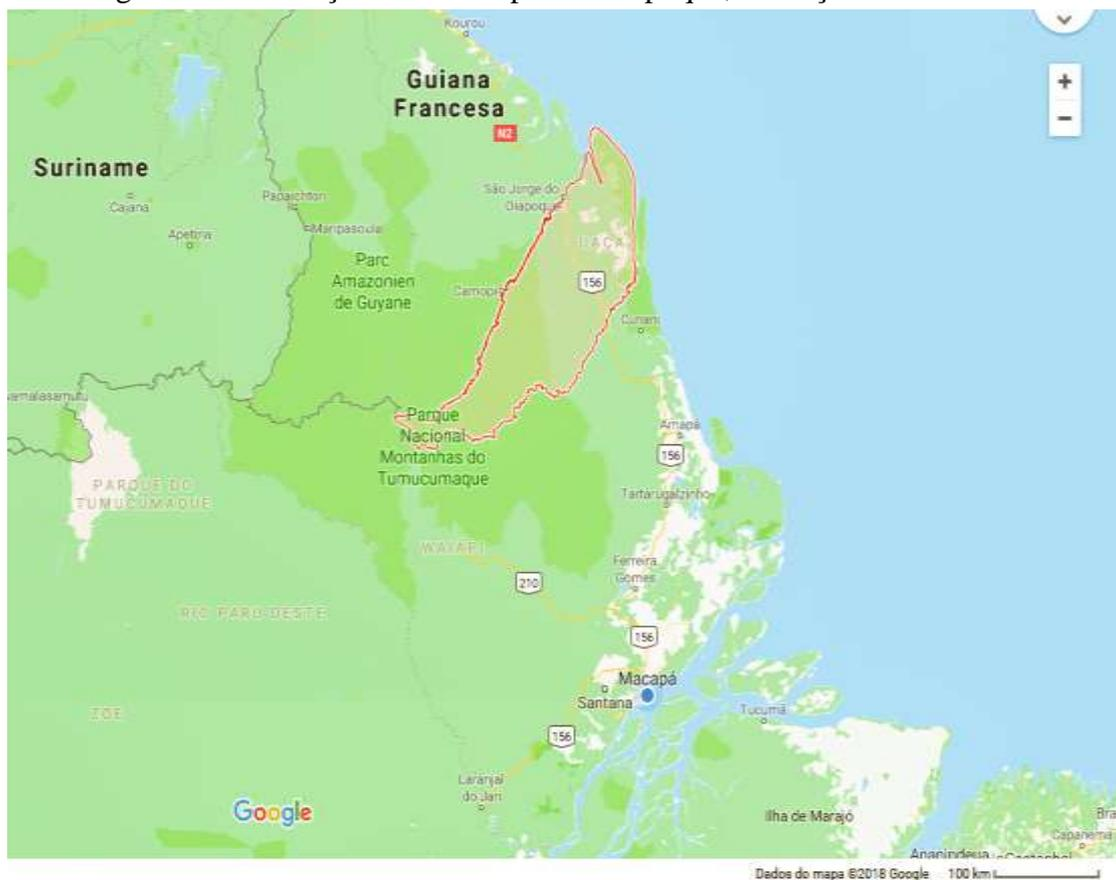 Kourou
Guiana
Francesa
N2
Suriname
São Jorge do
Oiapoque
Papaichton
Cajana
Apetina
Maripasoula
UAÇA
Parc
Amazonien
de Guyane
156
Camopi
Cunani
Parque
Nacional
Montanhas do
Tumucumaque
Amapá
156
PARQUE DO
TUMUCUMAQUE
Tartarugalzinho
WAIAPI
Ferreira
Gomes
210
RIO PARU DESTE
156
Macapá
Santana
Tucumã
ZOE
156
Laranjal
do Jari
Google
Ilha de Marajó
Capanema
Dados do mapa ©2018 Google 100 km